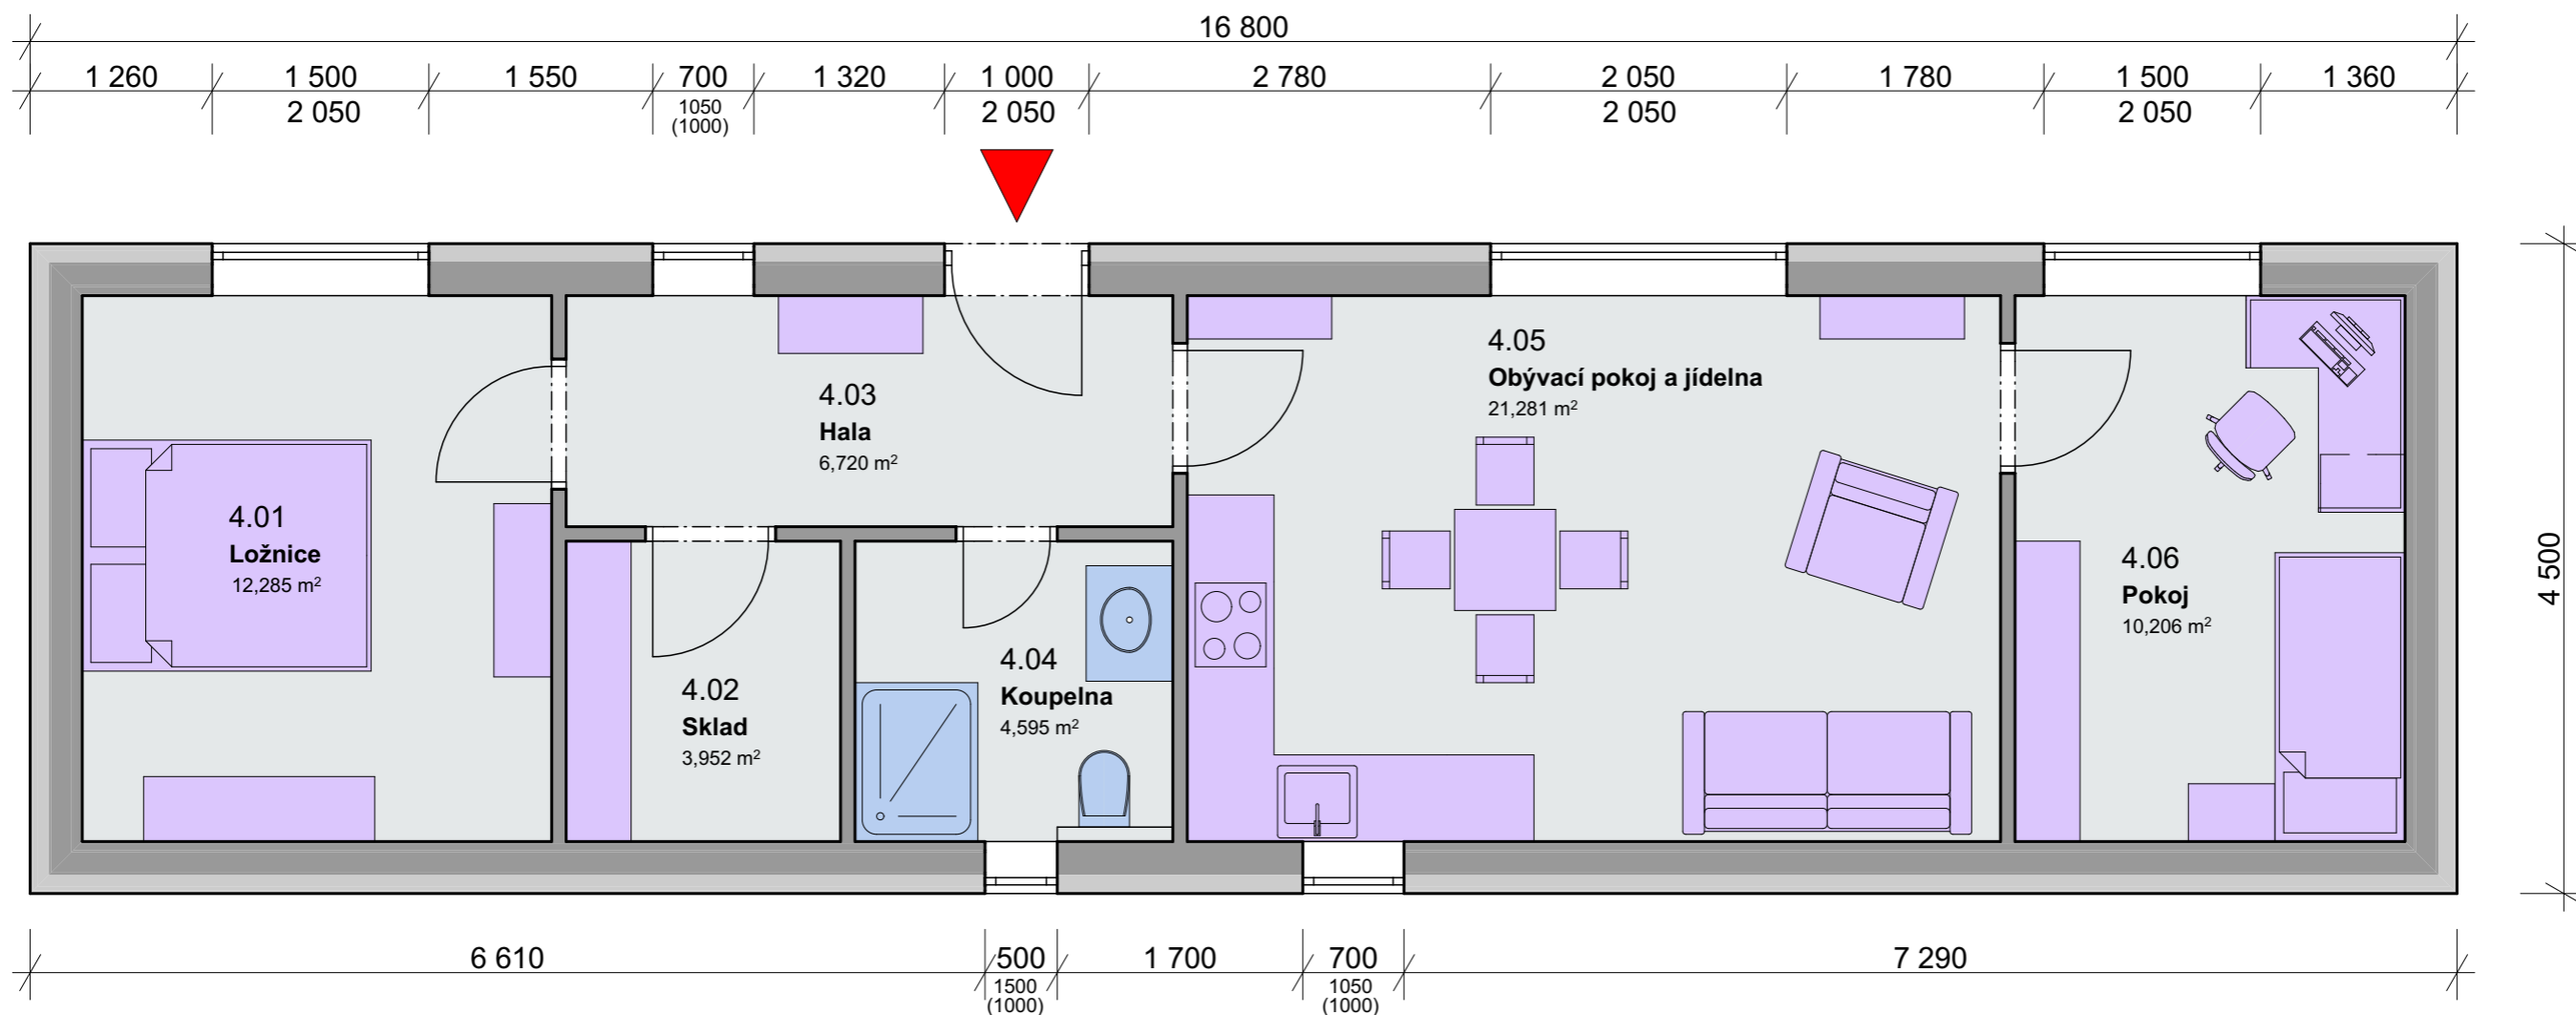 16 800
1 260 1 500 1 550 700 1 320 1 000 2 780 2 050 1 780 1 500 1 360
2 050 1050 2 050 2 050 2 050
(1000)
4.05
Obývací pokoj a jídelna
21,281 m²
4.03
Hala
6,720 m²
4.01
Ložnice
12,285 m²
4.06
Pokoj
10,206 m²
4 500
4.04
Koupelna
4,595 m²
4.02
Sklad
3,952 m²
6 610 500 1 700 700 7 290
1500 1050
(1000) (1000)